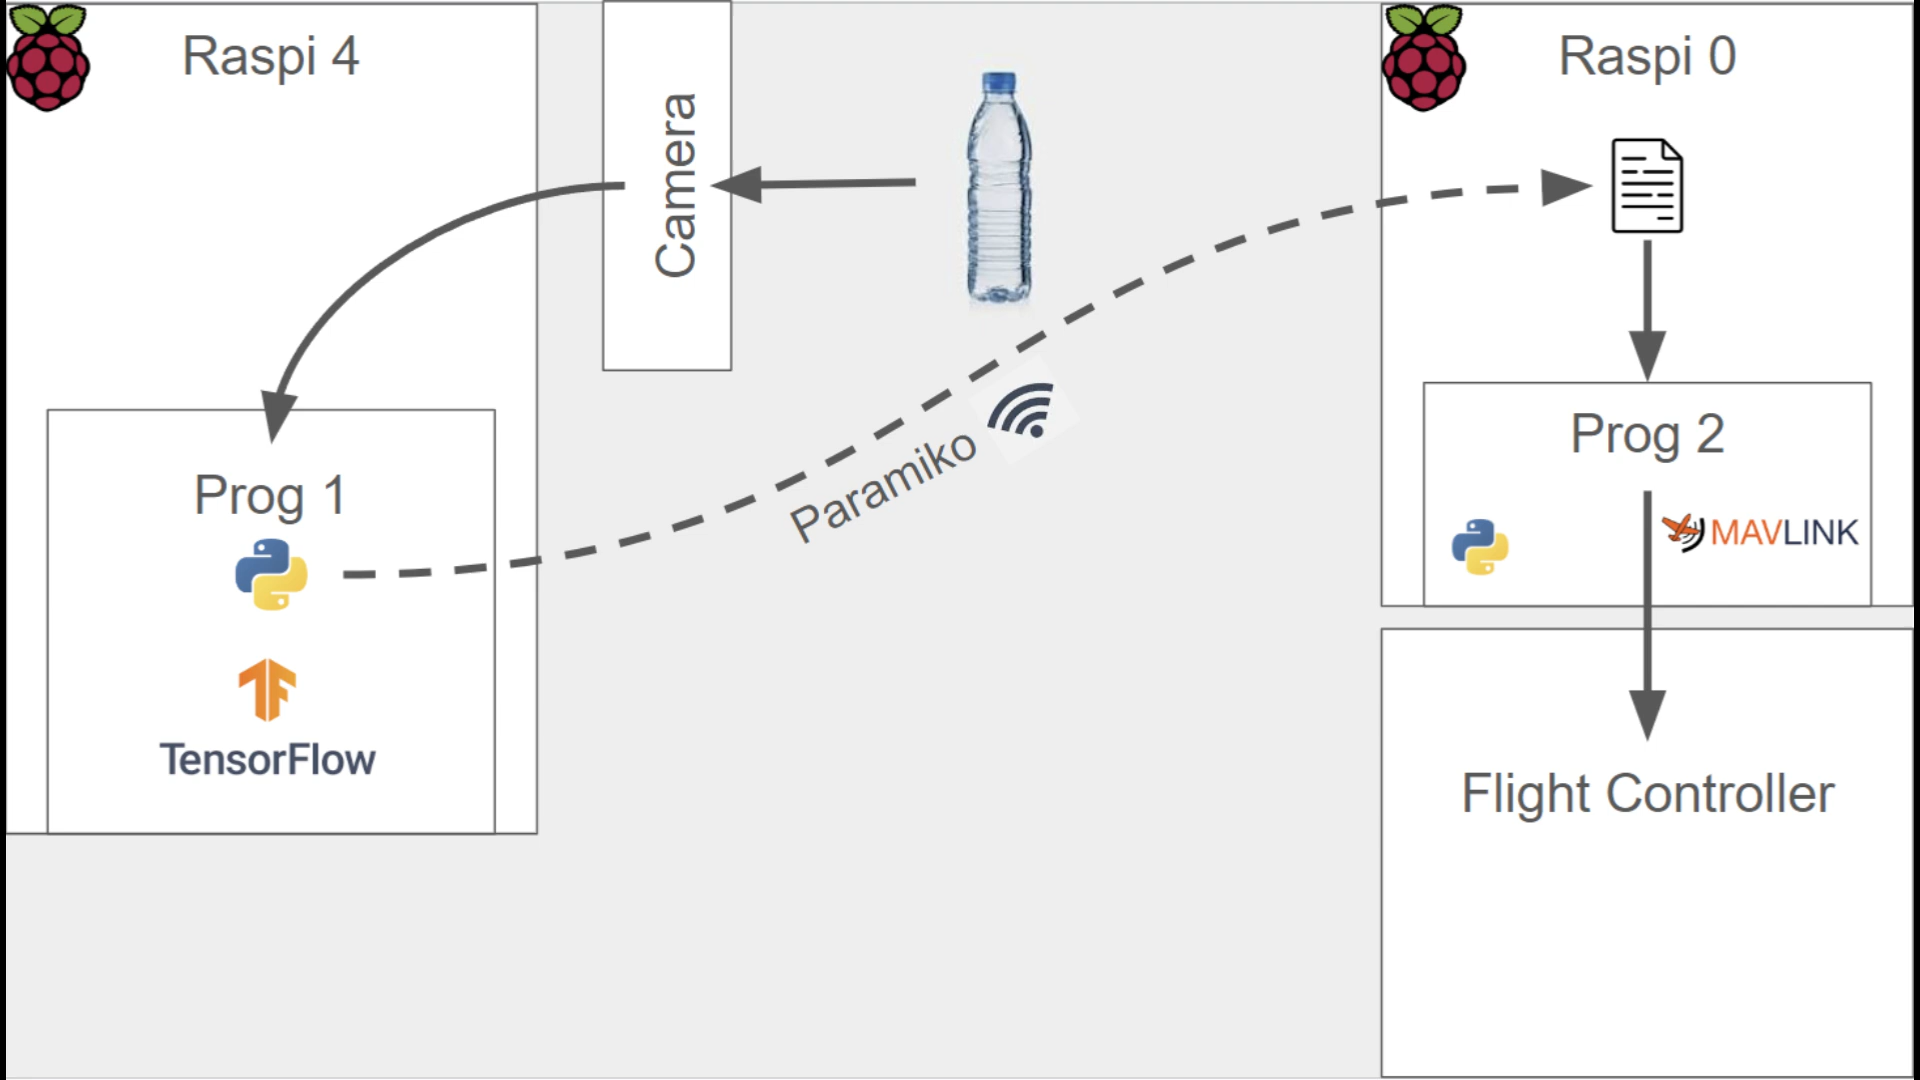 Raspi 4
Camera
Raspi 0
Prog 1
TensorFlow
Paramiko
Prog 2
MAVLINK
Flight Controller